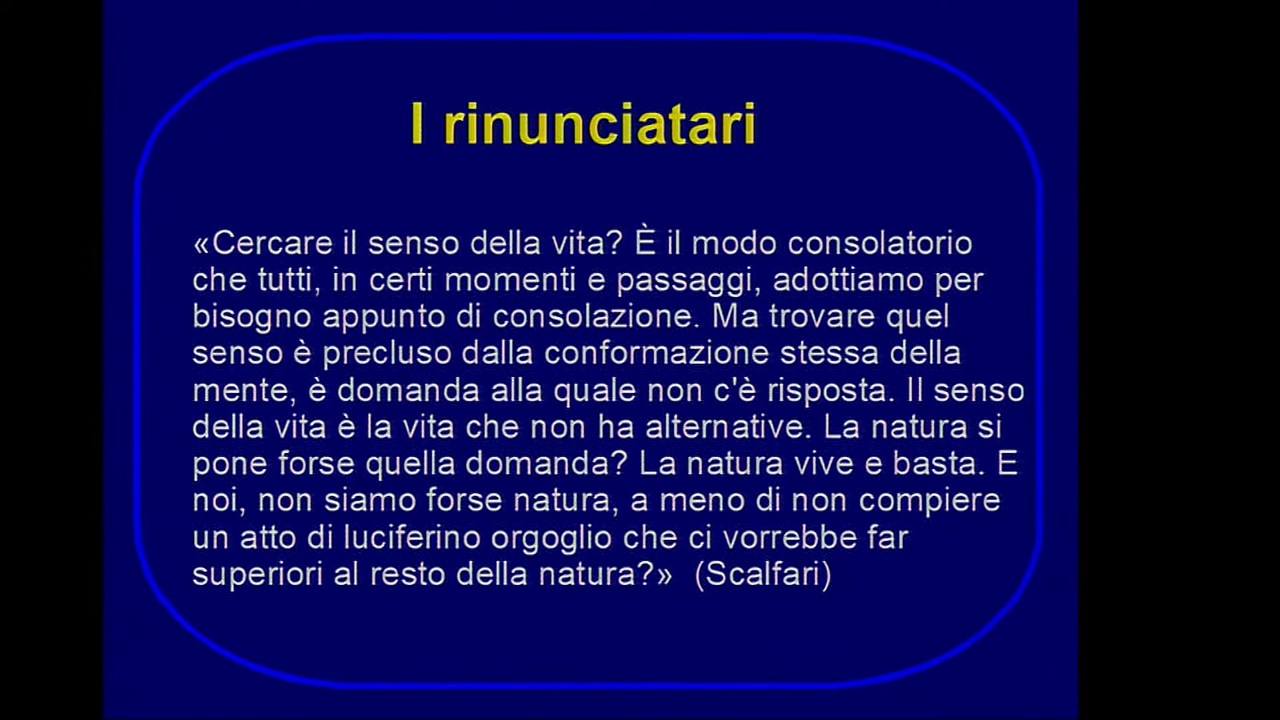 I rinunciatari
«Cercare il senso della vita? È il modo consolatorio
che tutti, in certi momenti e passaggi, adottiamo per
bisogno appunto di consolazione. Ma trovare quel
senso è precluso dalla conformazione stessa della
mente, è domanda alla quale non c'è risposta. Il senso
della vita è la vita che non ha alternative. La natura si
pone forse quella domanda? La natura vive e basta. E
noi, non siamo forse natura, a meno di non compiere
un atto di luciferino orgoglio che ci vorrebbe far
superiori al resto della natura?» (Scalfari)